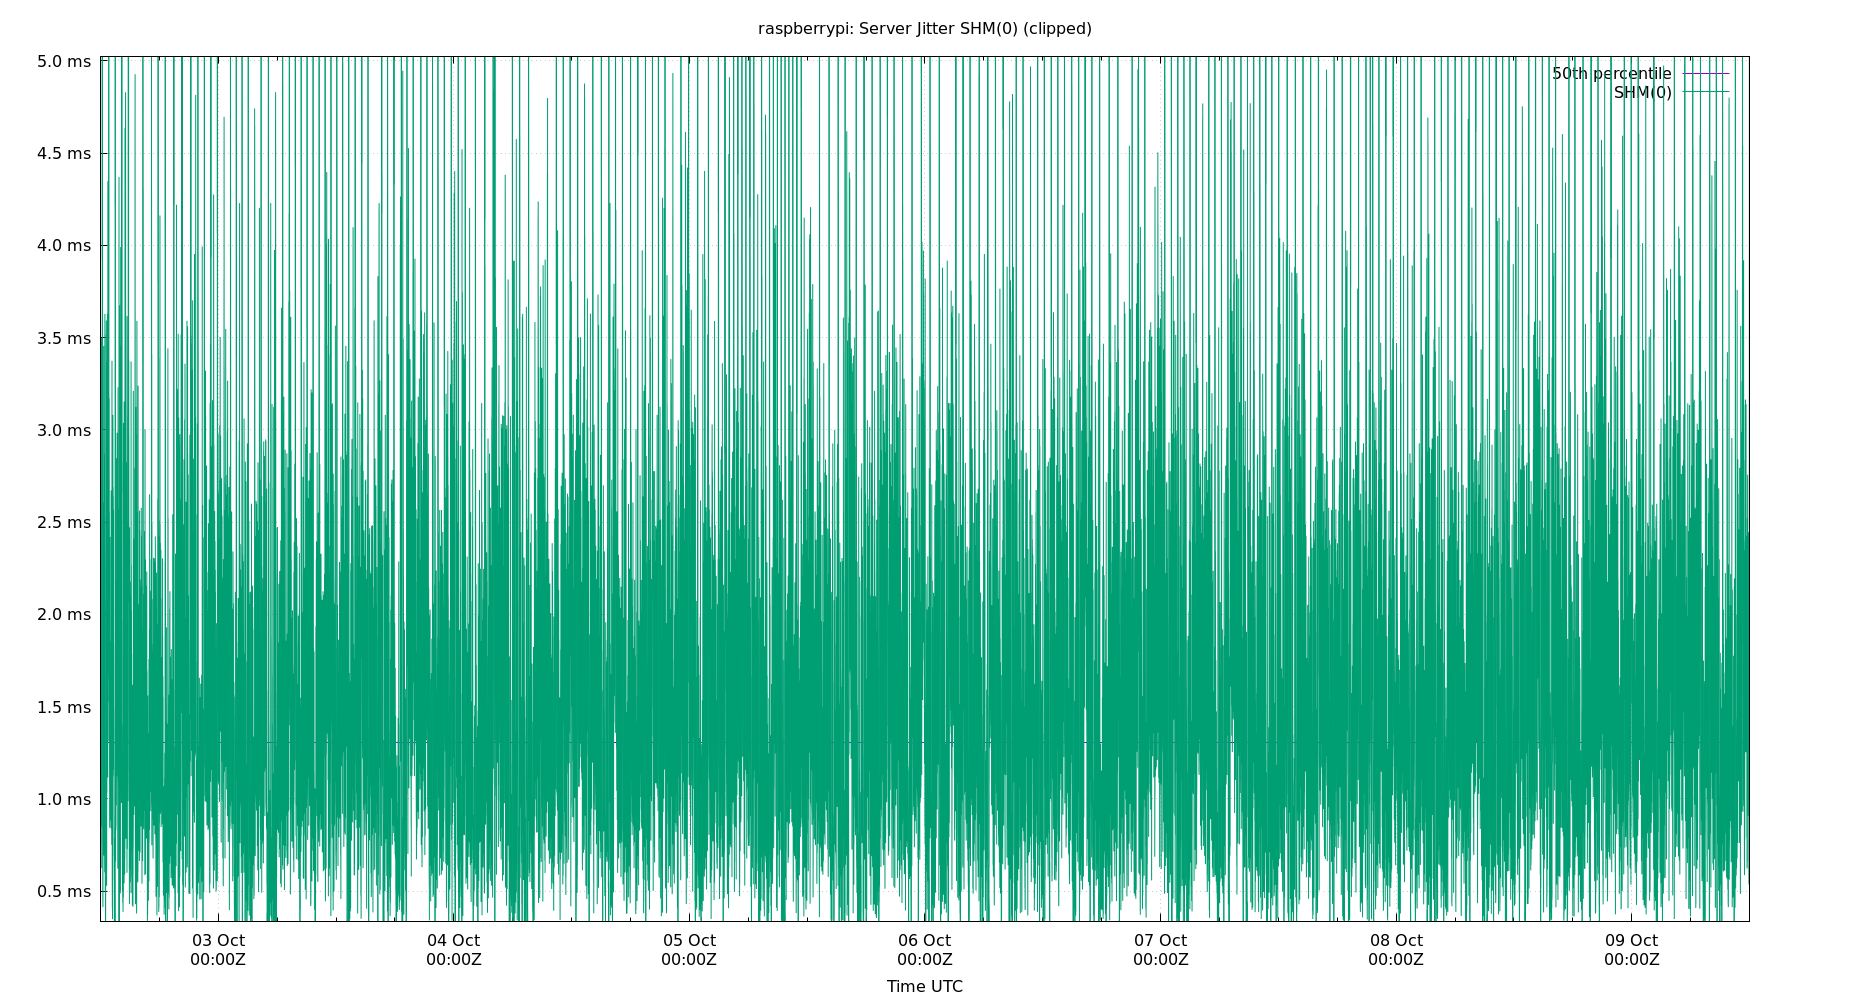 raspberrypi: Server Jitter SHM(0) (clipped)
5.0 ms
50th percentile
SHM(0)
4.5 ms
4.0 ms
3.5 ms
3.0 ms
2.5 ms
2.0 ms
1.5 ms
1.0 ms
0.5 ms
03 Oct 04 Oct 05 Oct 06 Oct 07 Oct 08 Oct 09 Oct
00:00Z 00:00Z 00:00Z 00:00Z 00:00Z 00:00Z 00:00Z
Time UTC